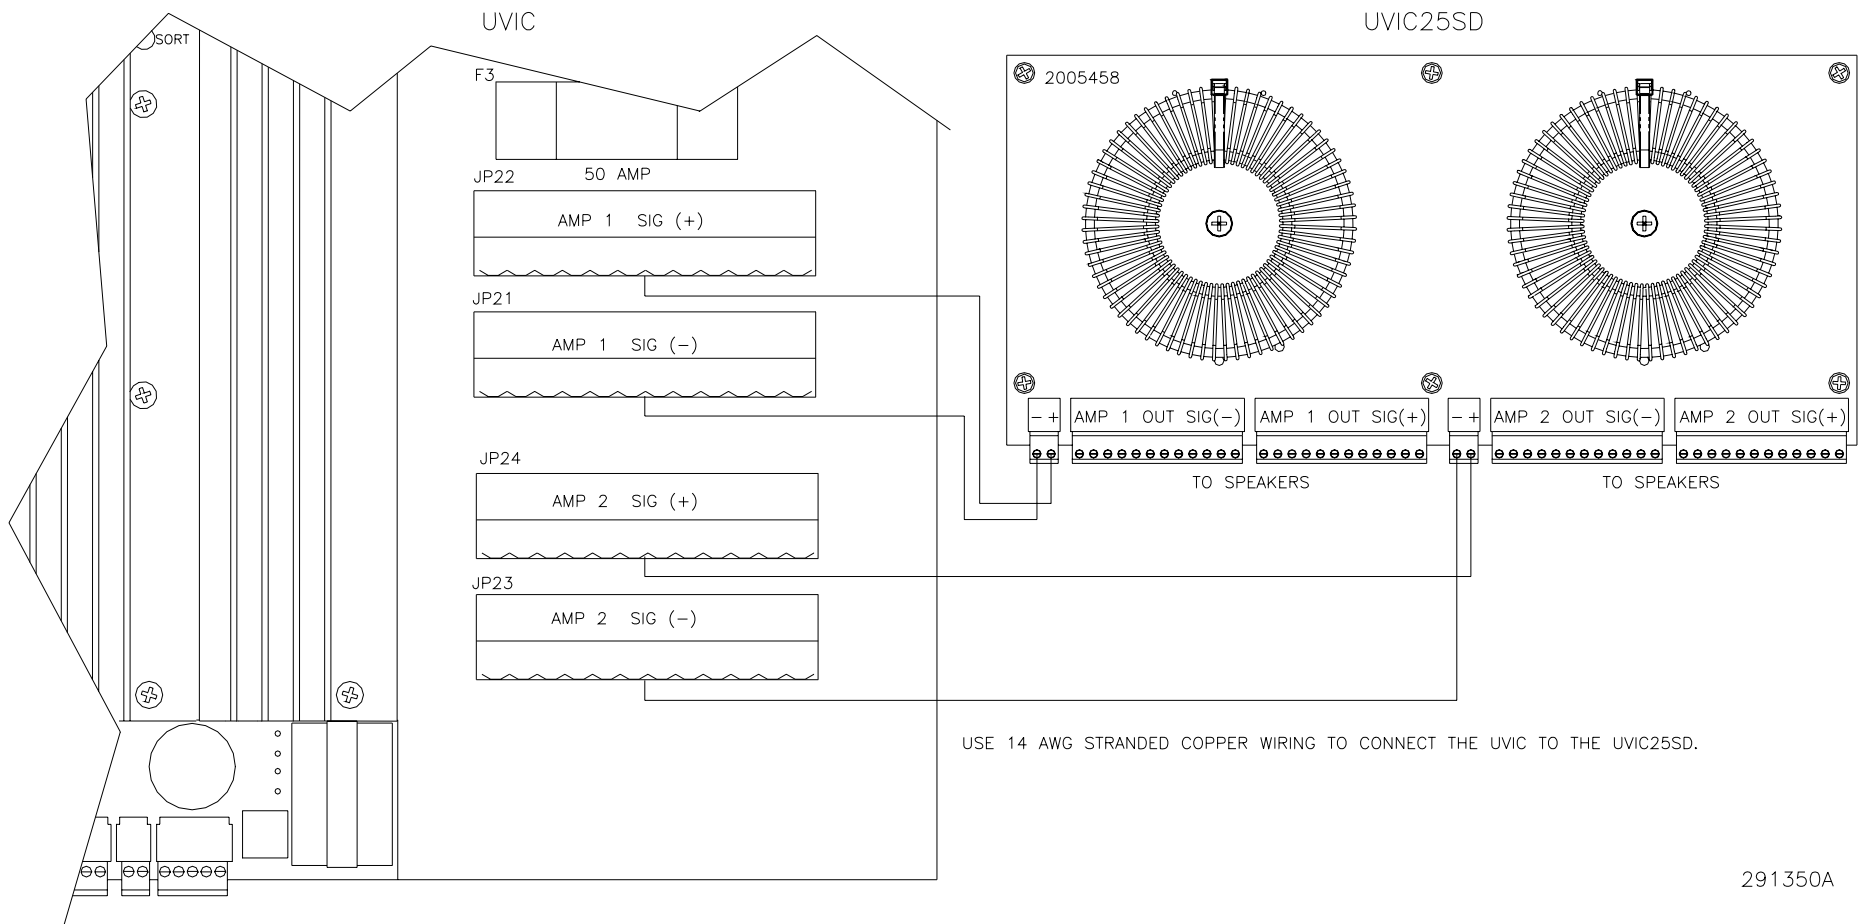 UVIC
UVIC25SD
SORT
F3
50 AMP
JP22
AMP 1 SIG (+)
JP21
AMP 1 SIG (-)
JP24
AMP 2 SIG (+)
JP23
AMP 2 SIG (-)
2005458
- +
AMP 1 OUT SIG(-)
AMP 1 OUT SIG(+)
- +
AMP 2 OUT SIG(-)
AMP 2 OUT SIG(+)
TO SPEAKERS
TO SPEAKERS
USE 14 AWG STRANDED COPPER WIRING TO CONNECT THE UVIC TO THE UVIC25SD.
291350A